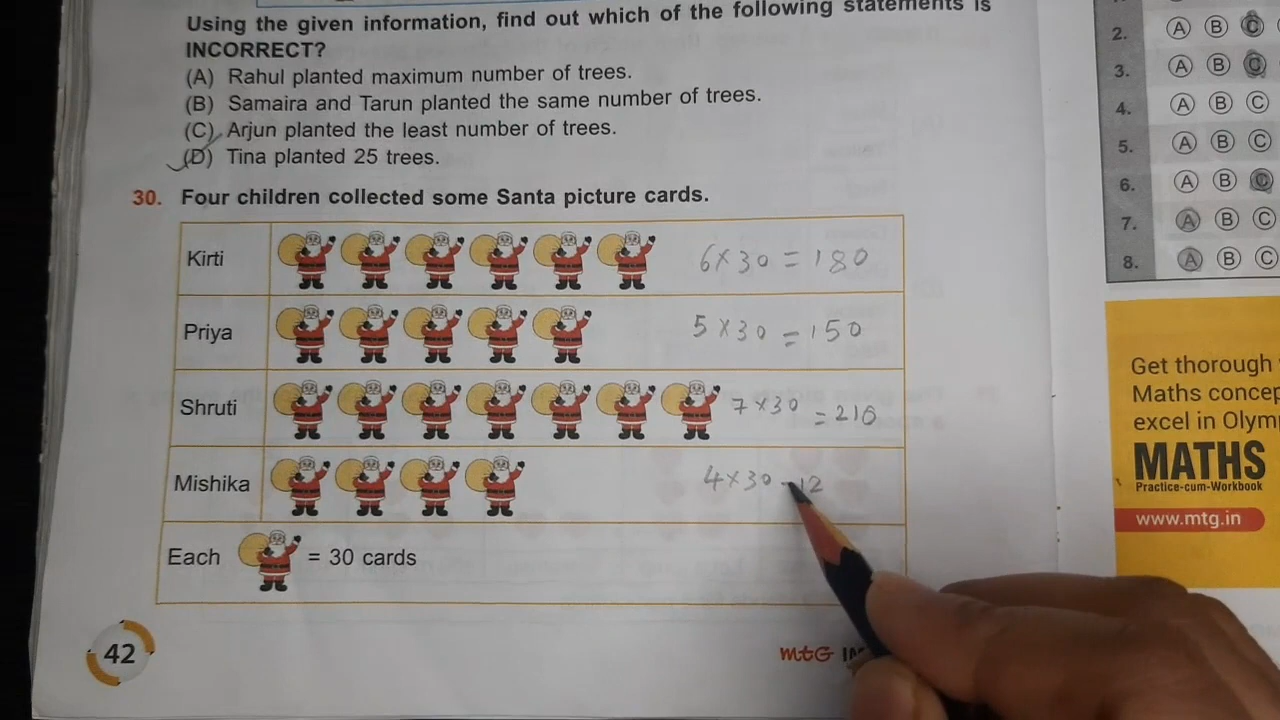 Using the given information, find out which of the following statements is
INCORRECT?
(A) Rahul planted maximum number of trees.
(B) Samaira and Tarun planted the same number of trees.
(C) Arjun planted the least number of trees.
(D) Tina planted 25 trees.
30. Four children collected some Santa picture cards.
Kirti 6×30 = 180
Priya 5×30 = 150
Shruti 7×30 = 210
Mishika 4×30 = 12
Each = 30 cards
42
mtG
2. A B C
3. A B C
4. A B C
5. A B C
6. A B C
7. A B C
8. A B C
Get thorough
Maths
excel in
MATHS
Practice-cum-Workbook
www.mtg.in